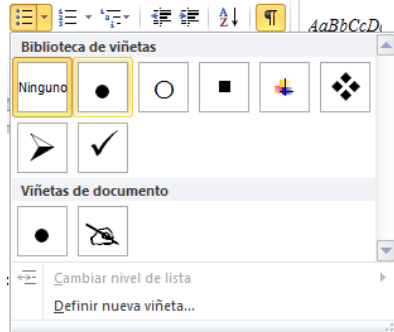 AaBbCcDc
Biblioteca de viñetas
Ninguno
Viñetas de documento
Cambiar nivel de lista
Definir nueva viñeta...